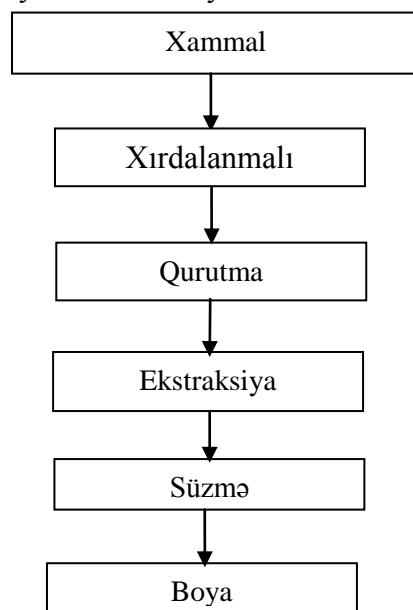 Xammal
Xırdalanmalı
Qurutma
Ekstraksiya
Süzmə
Boya